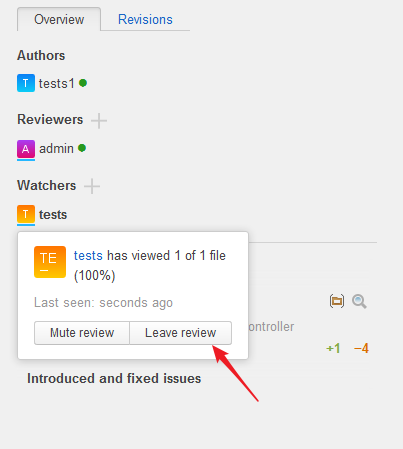 Overview Revisions
Authors
T tests1
Reviewers
A admin
Watchers
T tests
TE tests has viewed 1 of 1 file
(100%)
Last seen: seconds ago
Mute review Leave review
ontroller
+1 −4
Introduced and fixed issues